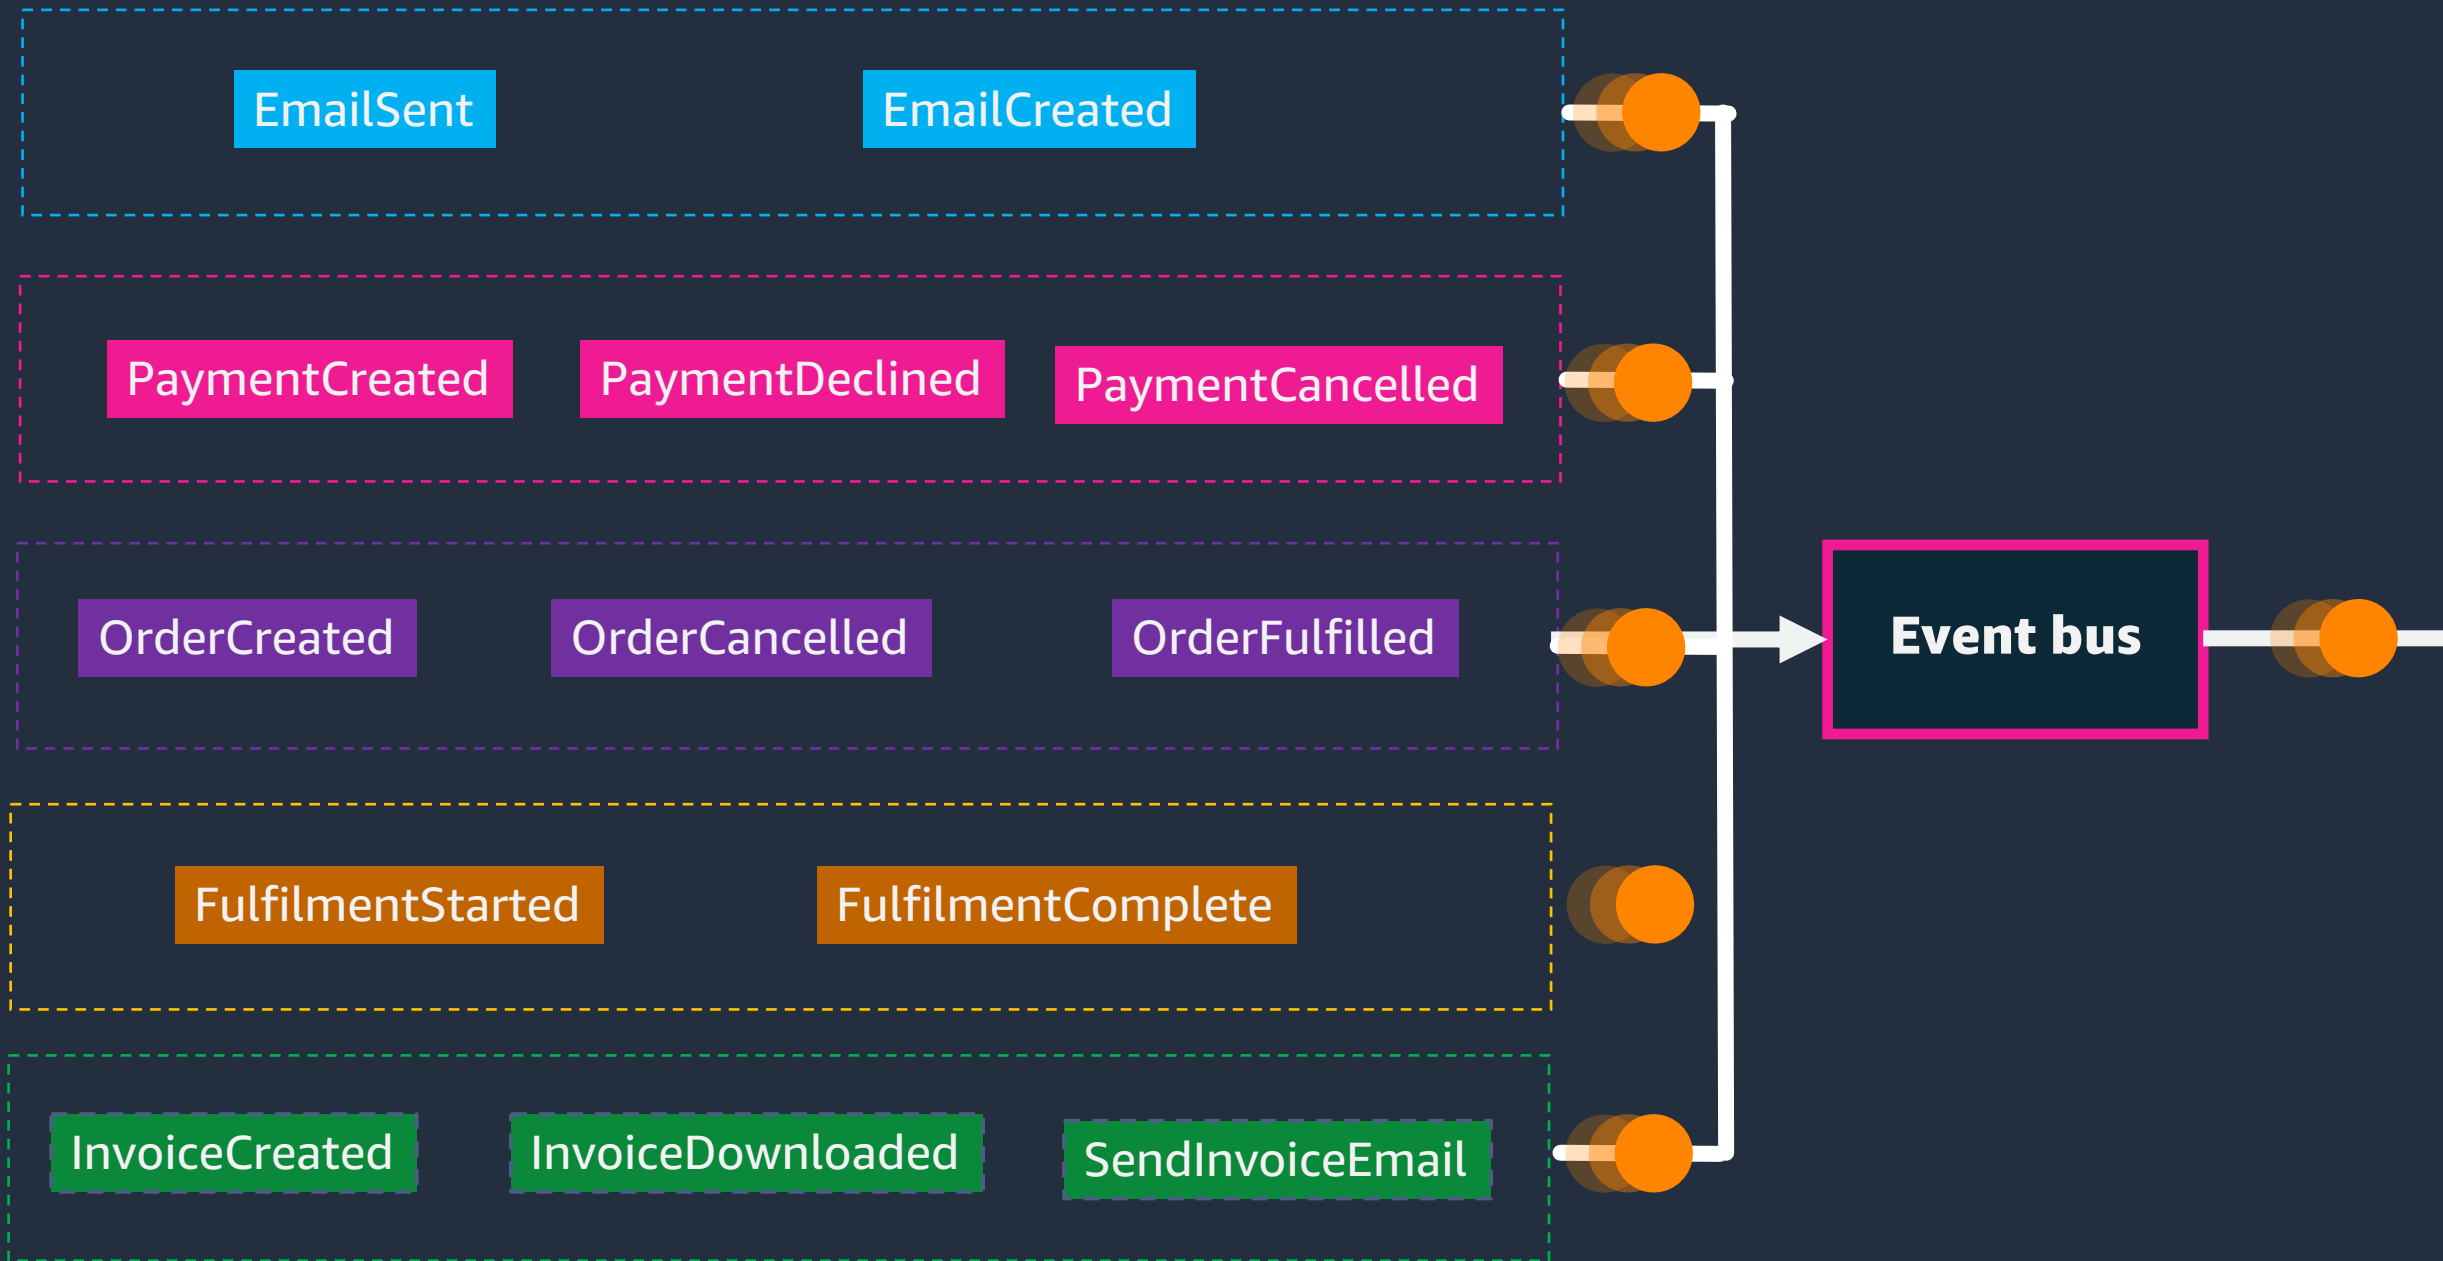 EmailSent
EmailCreated
PaymentCreated
PaymentDeclined
PaymentCancelled
OrderCreated
OrderCancelled
OrderFulfilled
Event bus
FulfilmentStarted
FulfilmentComplete
InvoiceCreated
InvoiceDownloaded
SendInvoiceEmail